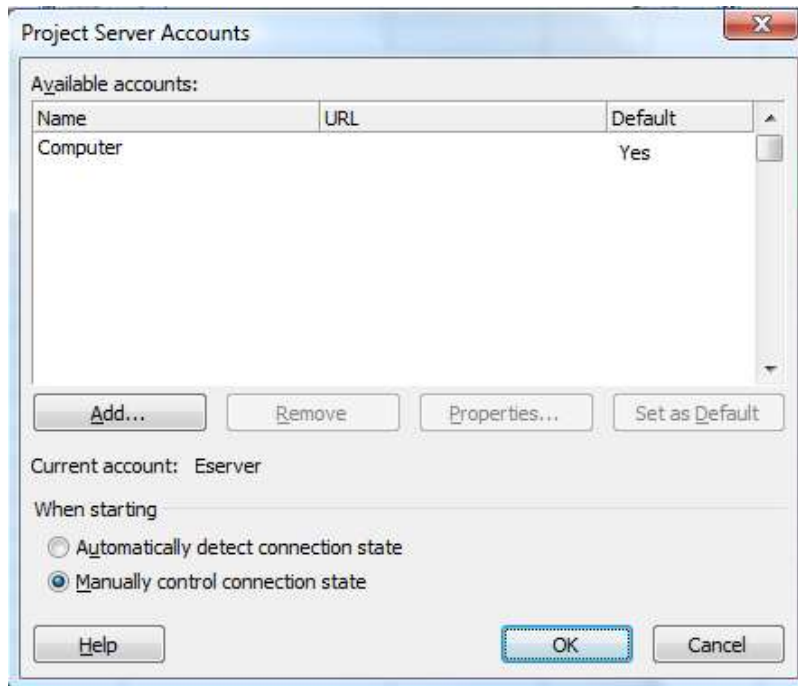 Project Server Accounts
Available accounts:
Name URL Default
Computer Yes
Add... Remove Properties... Set as Default
Current account: Eserver
When starting
Automatically detect connection state
Manually control connection state
Help OK Cancel